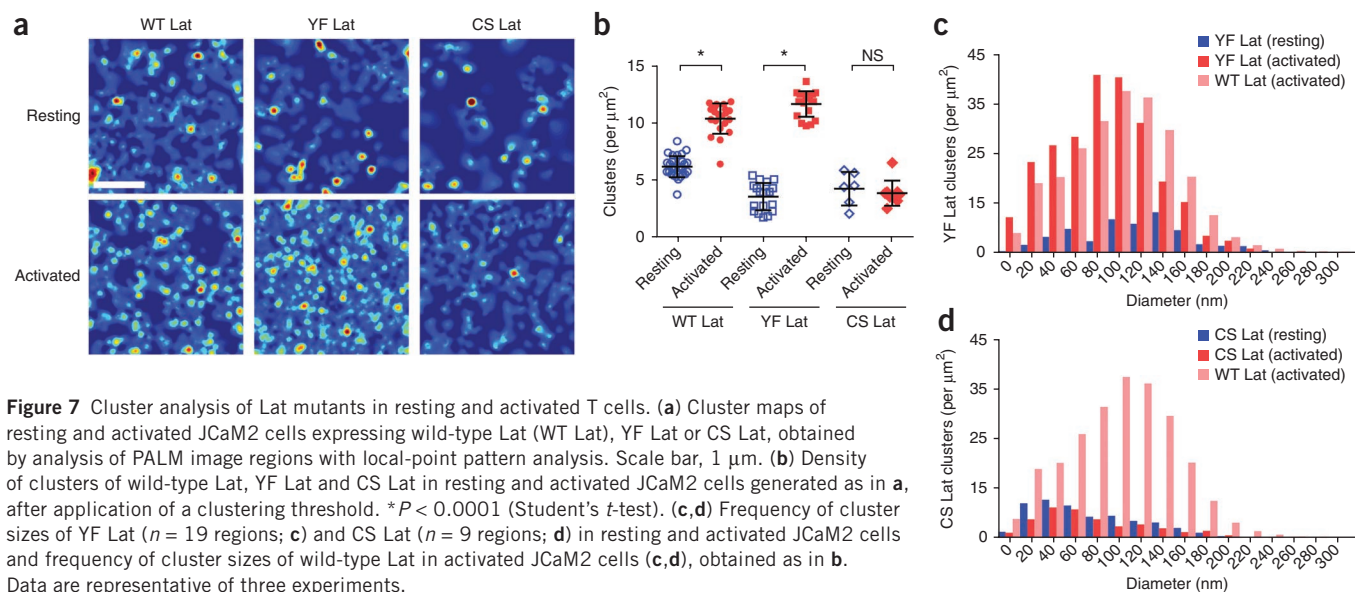 a
WT Lat
YF Lat
CS Lat
Resting
Activated
b
*
*
NS
15
10
5
0
Clusters (per μm²)
Resting
Activated
Resting
Activated
Resting
Activated
WT Lat
YF Lat
CS Lat
c
YF Lat (resting)
YF Lat (activated)
WT Lat (activated)
45
35
25
15
0
YF Lat clusters (per μm²)
0 20 40 60 80 100 120 140 160 180 200 220 240 260 280 300
Diameter (nm)
d
CS Lat (resting)
CS Lat (activated)
WT Lat (activated)
45
35
25
15
0
CS Lat clusters (per μm²)
0 20 40 60 80 100 120 140 160 180 200 220 240 260 280 300
Diameter (nm)
Figure 7 Cluster analysis of Lat mutants in resting and activated T cells. (a) Cluster maps of
resting and activated JCaM2 cells expressing wild-type Lat (WT Lat), YF Lat or CS Lat, obtained
by analysis of PALM image regions with local-point pattern analysis. Scale bar, 1 μm. (b) Density
of clusters of wild-type Lat, YF Lat and CS Lat in resting and activated JCaM2 cells generated as in a,
after application of a clustering threshold. *P < 0.0001 (Student's t-test). (c,d) Frequency of cluster
sizes of YF Lat (n = 19 regions; c) and CS Lat (n = 9 regions; d) in resting and activated JCaM2 cells
and frequency of cluster sizes of wild-type Lat in activated JCaM2 cells (c,d), obtained as in b.
Data are representative of three experiments.